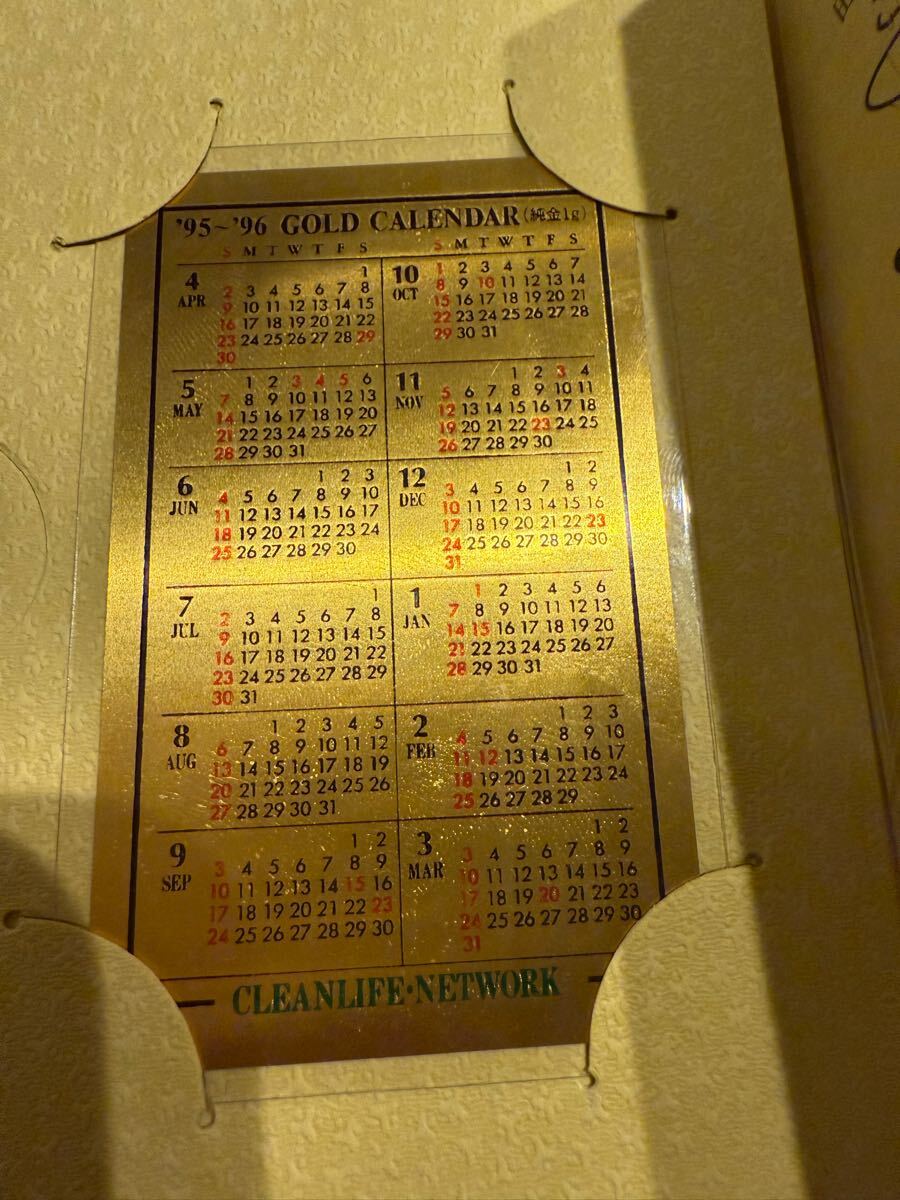 '95~'96 GOLD CALENDAR(純金1g)
S M T W T F S S M T W T F S
4
APR
1
2 3 4 5 6 7 8
9 10 11 12 13 14 15
16 17 18 19 20 21 22
23 24 25 26 27 28 29
30
10
OCT
1 2 3 4 5 6 7
8 9 10 11 12 13 14
15 16 17 18 19 20 21
22 23 24 25 26 27 28
29 30 31
5
MAY
1 2 3 4 5 6
7 8 9 10 11 12 13
14 15 16 17 18 19 20
21 22 23 24 25 26 27
28 29 30 31
11
NOV
1 2 3 4
5 6 7 8 9 10 11
12 13 14 15 16 17 18
19 20 21 22 23 24 25
26 27 28 29 30
6
JUN
1 2 3
4 5 6 7 8 9 10
11 12 13 14 15 16 17
18 19 20 21 22 23 24
25 26 27 28 29 30
12
DEC
1 2
3 4 5 6 7 8 9
10 11 12 13 14 15 16
17 18 19 20 21 22 23
24 25 26 27 28 29 30
31
7
JUL
1
2 3 4 5 6 7 8
9 10 11 12 13 14 15
16 17 18 19 20 21 22
23 24 25 26 27 28 29
30 31
1
JAN
1 2 3 4 5 6
7 8 9 10 11 12 13
14 15 16 17 18 19 20
21 22 23 24 25 26 27
28 29 30 31
8
AUG
1 2 3 4 5
6 7 8 9 10 11 12
13 14 15 16 17 18 19
20 21 22 23 24 25 26
27 28 29 30 31
2
FEB
1 2 3
4 5 6 7 8 9 10
11 12 13 14 15 16 17
18 19 20 21 22 23 24
25 26 27 28 29
9
SEP
1 2
3 4 5 6 7 8 9
10 11 12 13 14 15 16
17 18 19 20 21 22 23
24 25 26 27 28 29 30
3
MAR
1 2
3 4 5 6 7 8 9
10 11 12 13 14 15 16
17 18 19 20 21 22 23
24 25 26 27 28 29 30
31
CLEANLIFE·NETWORK